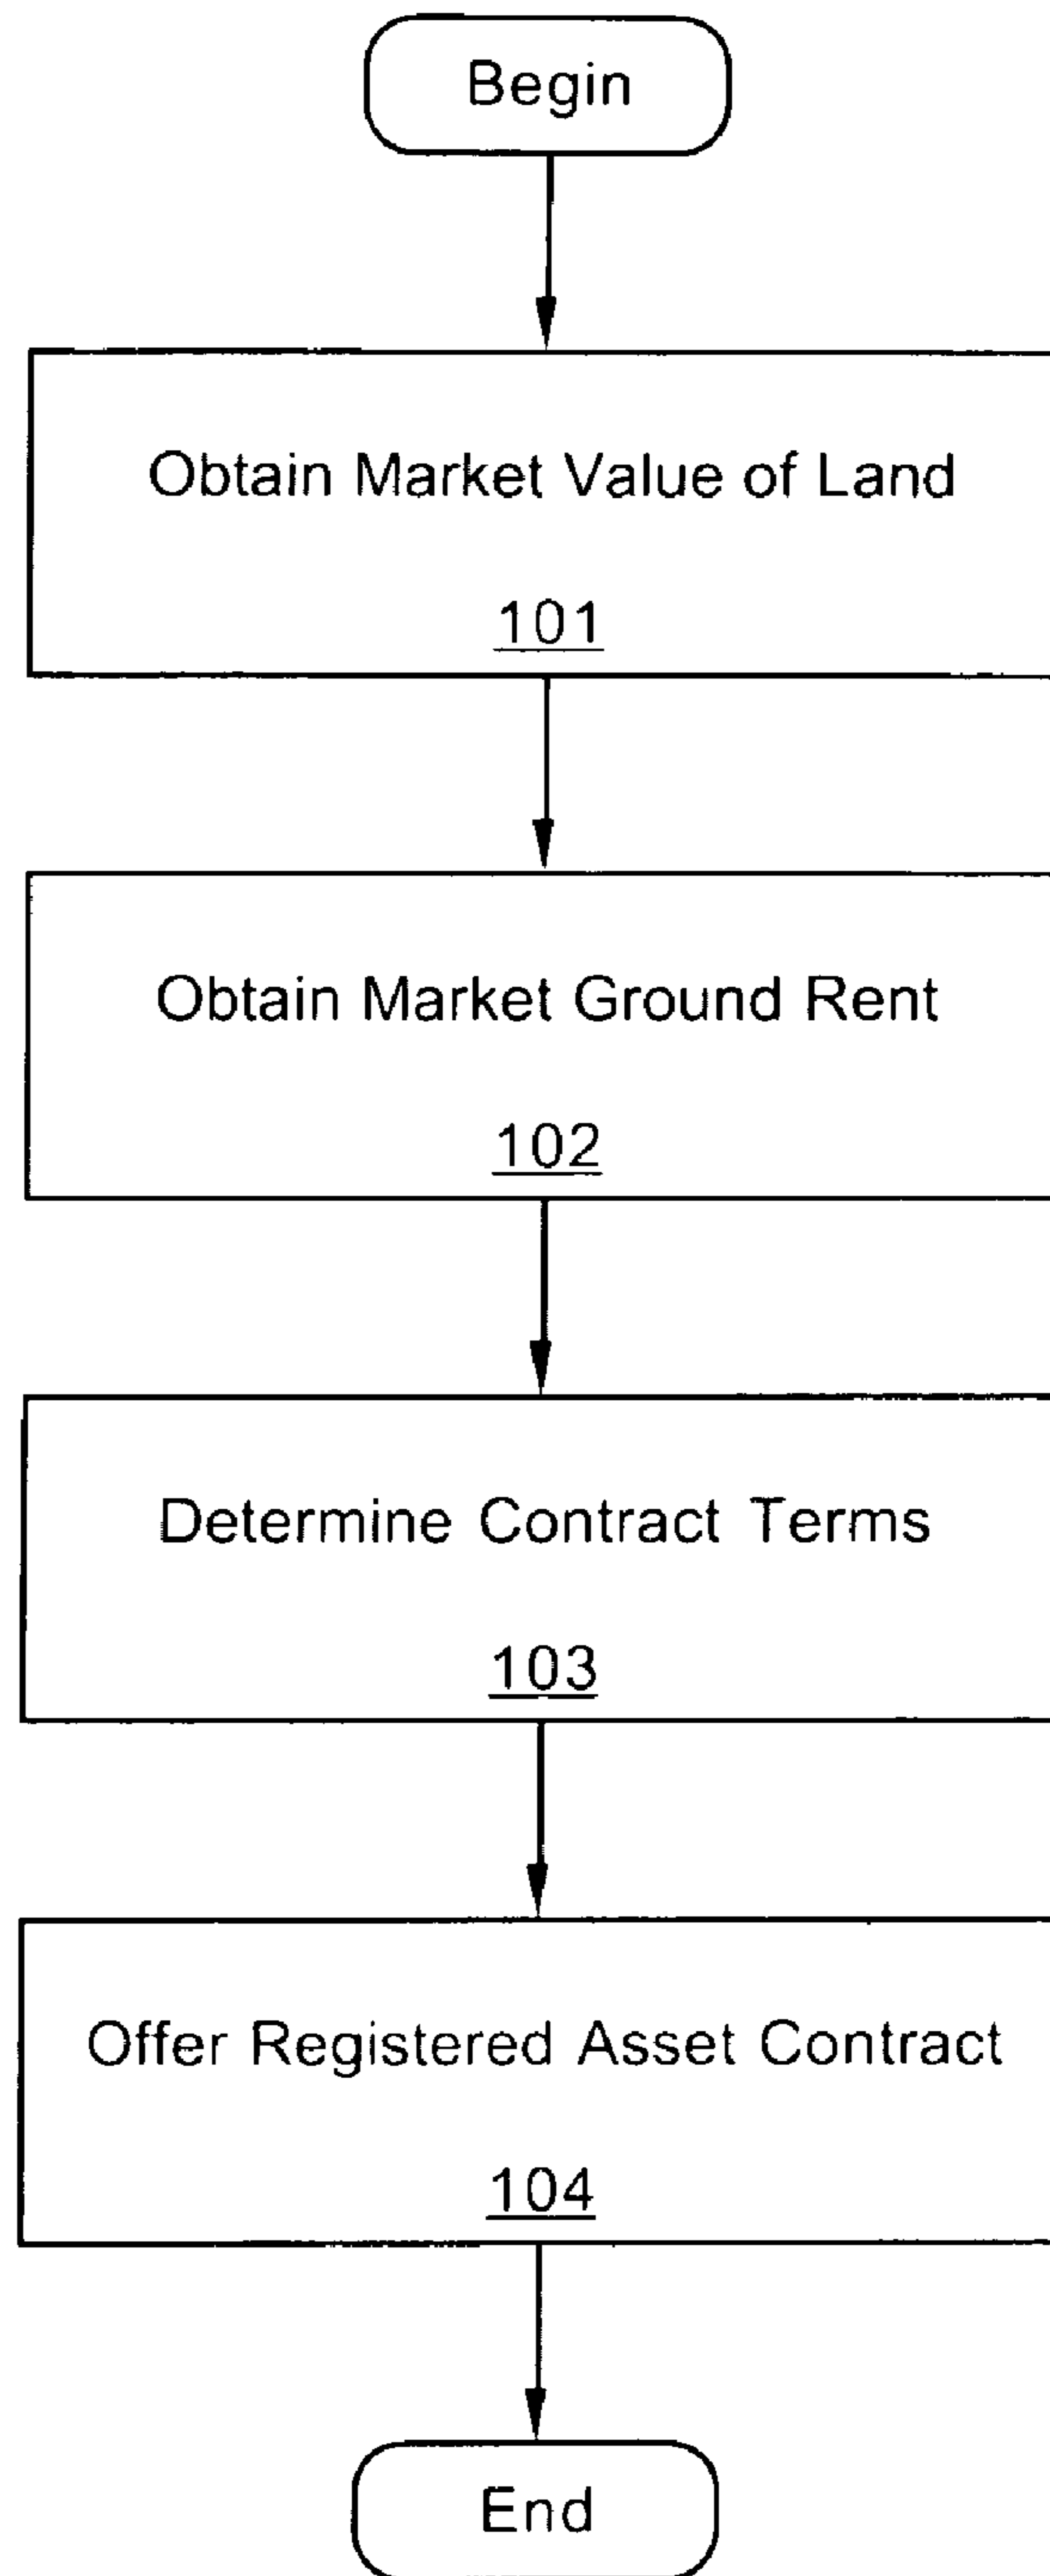 Begin
Obtain Market Value of Land
101
Obtain Market Ground Rent
102
Determine Contract Terms
103
Offer Registered Asset Contract
104
End